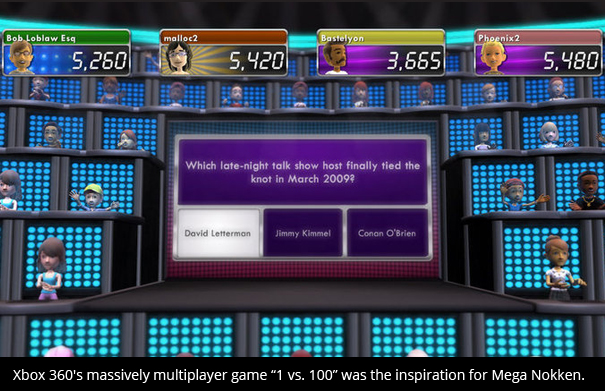 Bob Loblaw Esq
5,260
malloc2
5,420
Bastelyon
3,665
Phoenix2
5,480
Which late-night talk show host finally tied the
knot in March 2009?
David Letterman
Jimmy Kimmel
Conan O'Brien
Xbox 360's massively multiplayer game “1 vs. 100” was the inspiration for Mega Nokken.